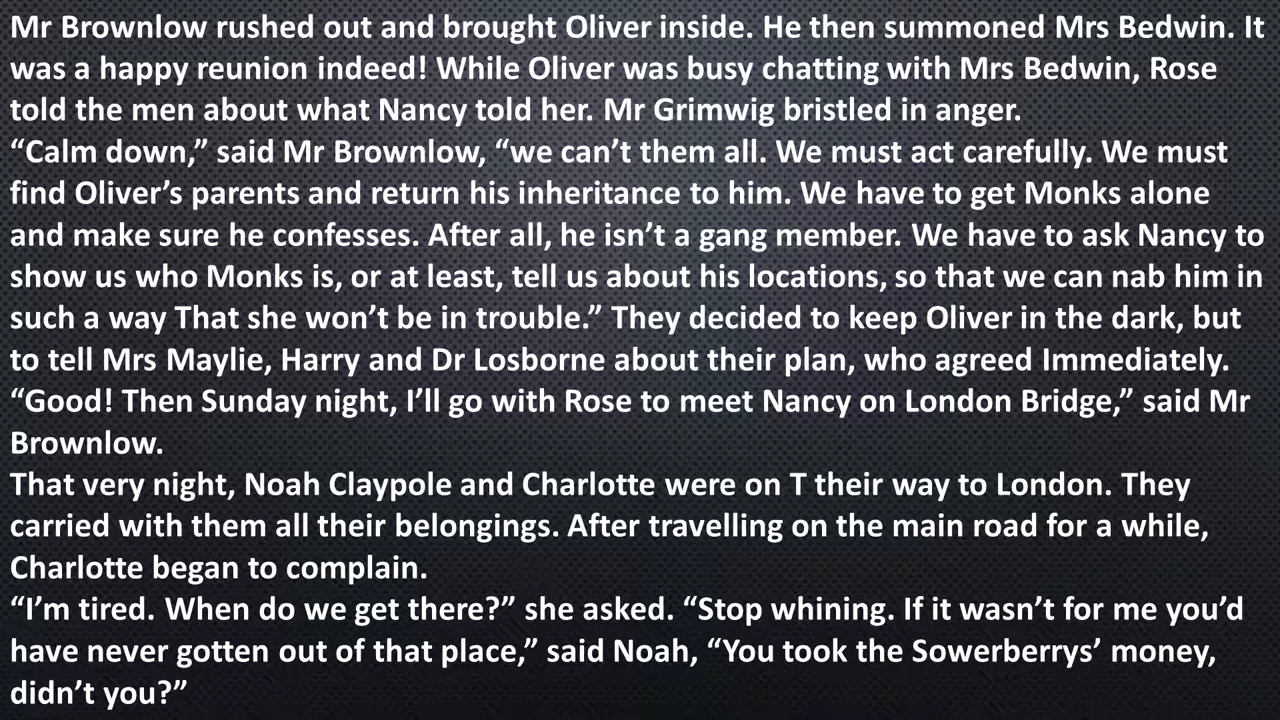 Mr Brownlow rushed out and brought Oliver inside. He then summoned Mrs Bedwin. It
was a happy reunion indeed! While Oliver was busy chatting with Mrs Bedwin, Rose
told the men about what Nancy told her. Mr Grimwig bristled in anger.
“Calm down,” said Mr Brownlow, “we can’t them all. We must act carefully. We must
find Oliver’s parents and return his inheritance to him. We have to get Monks alone
and make sure he confesses. After all, he isn’t a gang member. We have to ask Nancy to
show us who Monks is, or at least, tell us about his locations, so that we can nab him in
such a way That she won’t be in trouble.” They decided to keep Oliver in the dark, but
to tell Mrs Maylie, Harry and Dr Losborne about their plan, who agreed Immediately.
“Good! Then Sunday night, I’ll go with Rose to meet Nancy on London Bridge,” said Mr
Brownlow.
That very night, Noah Claypole and Charlotte were on T their way to London. They
carried with them all their belongings. After travelling on the main road for a while,
Charlotte began to complain.
“I’m tired. When do we get there?” she asked. “Stop whining. If it wasn’t for me you’d
have never gotten out of that place,” said Noah, “You took the Sowerberrys’ money,
didn’t you?”